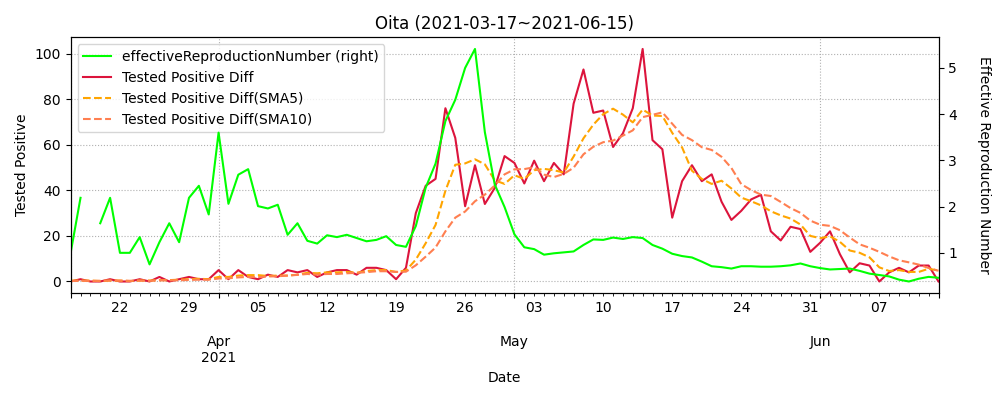 Oita (2021-03-17~2021-06-15)
effectiveReproductionNumber (right)
Tested Positive Diff
Tested Positive Diff(SMA5)
Tested Positive Diff(SMA10)
Tested Positive
100
80
60
40
20
0
5
4
3
2
1
Effective Reproduction Number
22 29 05 12 19 26 03 10 17 24 31 07
Apr May Jun
2021
Date